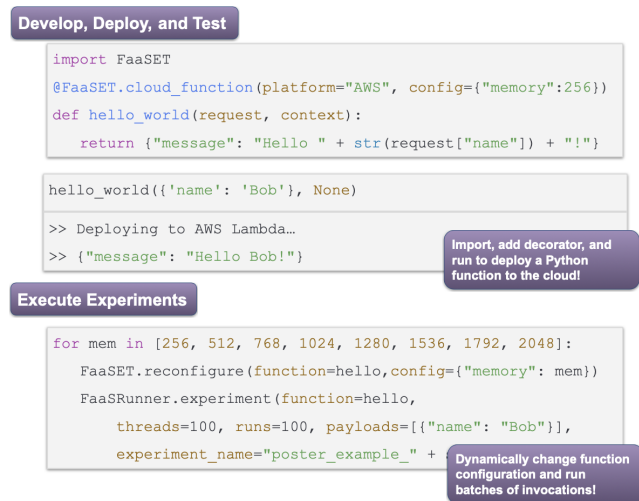 Develop, Deploy, and Test
import FaaSET
@FaaSET.cloud_function(platform="AWS", config={"memory":256})
def hello_world(request, context):
return {"message": "Hello " + str(request["name"]) + "!"}
hello_world({'name': 'Bob'}, None)
>> Deploying to AWS Lambda…
>> {"message": "Hello Bob!"}
Import, add decorator, and
run to deploy a Python
function to the cloud!
Execute Experiments
for mem in [256, 512, 768, 1024, 1280, 1536, 1792, 2048]:
FaaSET.reconfigure(function=hello,config={"memory": mem})
FaaSRunner.experiment(function=hello,
threads=100, runs=100, payloads=[{"name": "Bob"}],
experiment_name="poster_example_" +
Dynamically change function
configuration and run
batches of invocations!